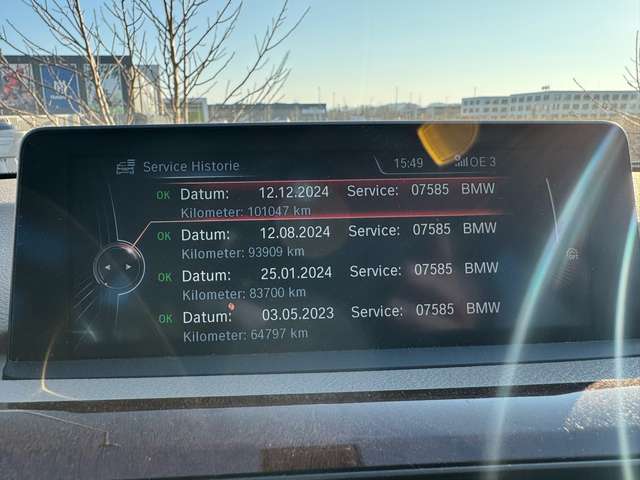 Service Historie 15:49 OE 3
OK Datum: 12.12.2024 Service: 07585 BMW
Kilometer: 101047 km
OK Datum: 12.08.2024 Service: 07585 BMW
Kilometer: 93909 km
OK Datum: 25.01.2024 Service: 07585 BMW
Kilometer: 83700 km
OK Datum: 03.05.2023 Service: 07585 BMW
Kilometer: 64797 km